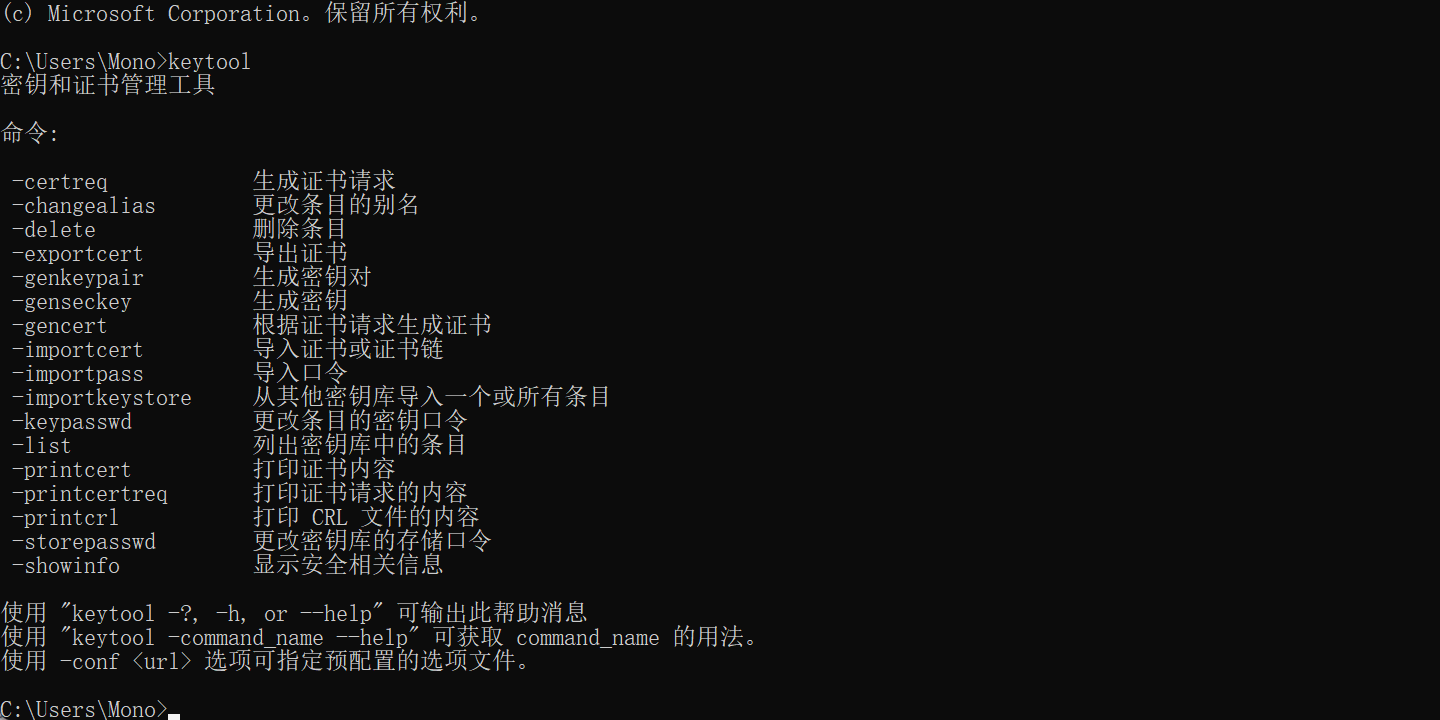 (c) Microsoft Corporation。保留所有权利。
C:\Users\Mono>keytool
密钥和证书管理工具
命令:
-certreq 生成证书请求
-changealias 更改条目的别名
-delete 删除条目
-exportcert 导出证书
-genkeypair 生成密钥对
-genseckey 生成密钥
-gencert 根据证书请求生成证书
-importcert 导入证书或证书链
-importpass 导入口令
-importkeystore 从其他密钥库导入一个或所有条目
-keypasswd 更改条目的密钥口令
-list 列出密钥库中的条目
-printcert 打印证书内容
-printcertreq 打印证书请求的内容
-printcrl 打印 CRL 文件的内容
-storepasswd 更改密钥库的存储口令
-showinfo 显示安全相关信息
使用 "keytool -?, -h, or --help" 可输出此帮助消息
使用 "keytool -command_name --help" 可获取 command_name 的用法。
使用 -conf <url> 选项可指定预配置的选项文件。
C:\Users\Mono>